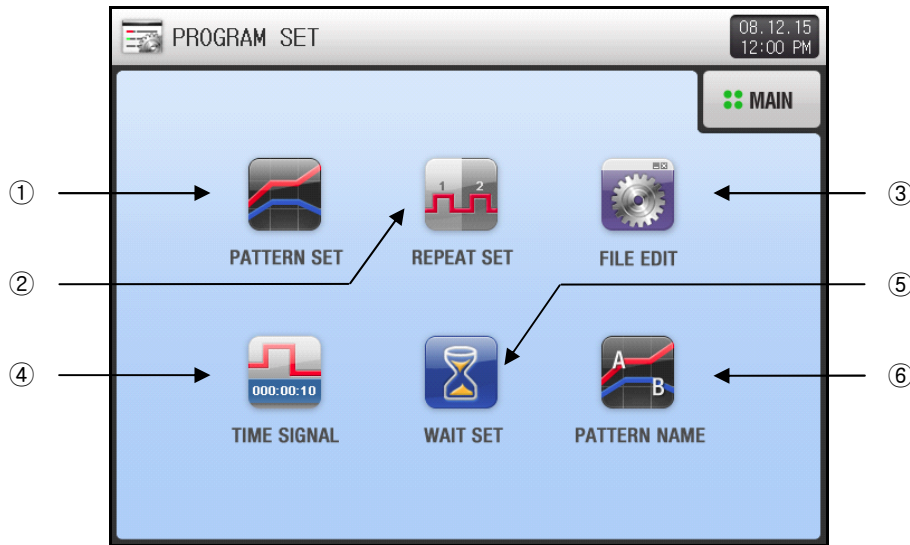 PROGRAM SET
08.12.15
12:00 PM
MAIN
①
1 2
③
PATTERN SET
REPEAT SET
FILE EDIT
②
⑤
④
000:00:10
A
B
⑥
TIME SIGNAL
WAIT SET
PATTERN NAME